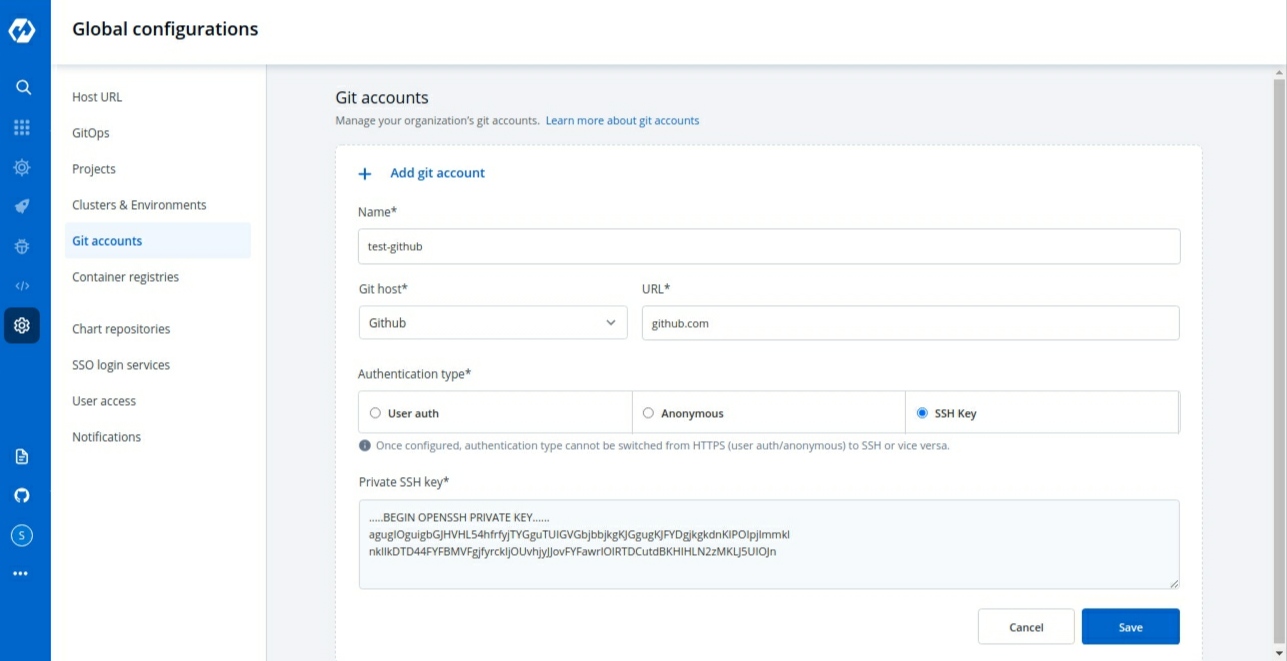 Global configurations
Host URL
GitOps
Projects
Clusters & Environments
Git accounts
Container registries
Chart repositories
SSO login services
User access
Notifications
S
Git accounts
Manage your organization's git accounts. Learn more about git accounts
+ Add git account
Name*
test-github
Git host* URL*
Github github.com
Authentication type*
User auth Anonymous SSH Key
Once configured, authentication type cannot be switched from HTTPS (user auth/anonymous) to SSH or vice versa.
Private SSH key*
.....BEGIN OPENSSH PRIVATE KEY......
Cancel Save